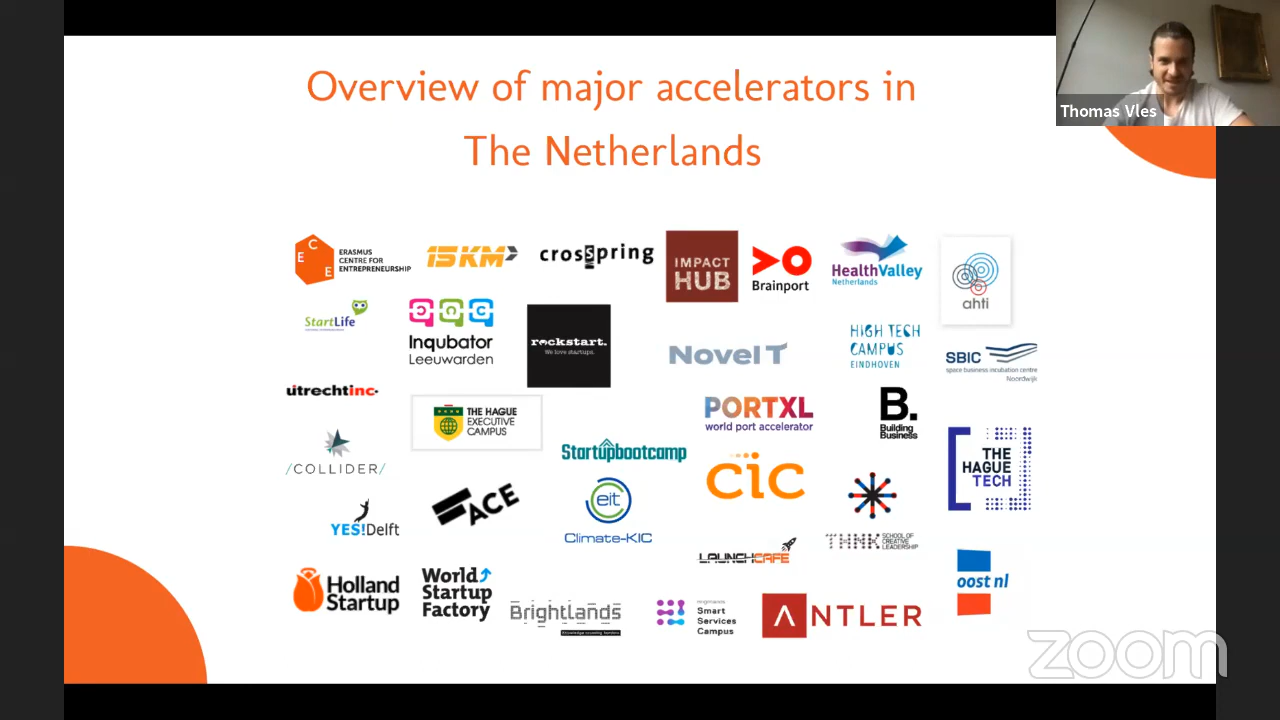 Overview of major accelerators in
The Netherlands
Thomas Vles
C
E
E
ERASMUS
CENTRE FOR
ENTREPRENEURSHIP
15KM
crosspring
IMPACT
HUB
Brainport
HealthValley
Netherlands
ahti
StartLife
Inqubator
Leeuwarden
rockstart.
We love startups.
Novel T
HIGH TECH
CAMPUS
EINDHOVEN
SBIC
space business incubation centre
Noordwijk
utrechtinc
THE HAGUE
EXECUTIVE
CAMPUS
PORTXL
world port accelerator
B.
Building
Business
/COLLIDER/
Startupbootcamp
cic
THE
HAGUE
TECH
YES!Delft
ACE
eit
Climate-KIC
THNK SCHOOL OF
CREATIVE
LEADERSHIP
LAUNCHCAFE
Holland
Startup
World
Startup
Factory
Brightlands
Smart
Services
Campus
ANTLER
oost nl
zoom